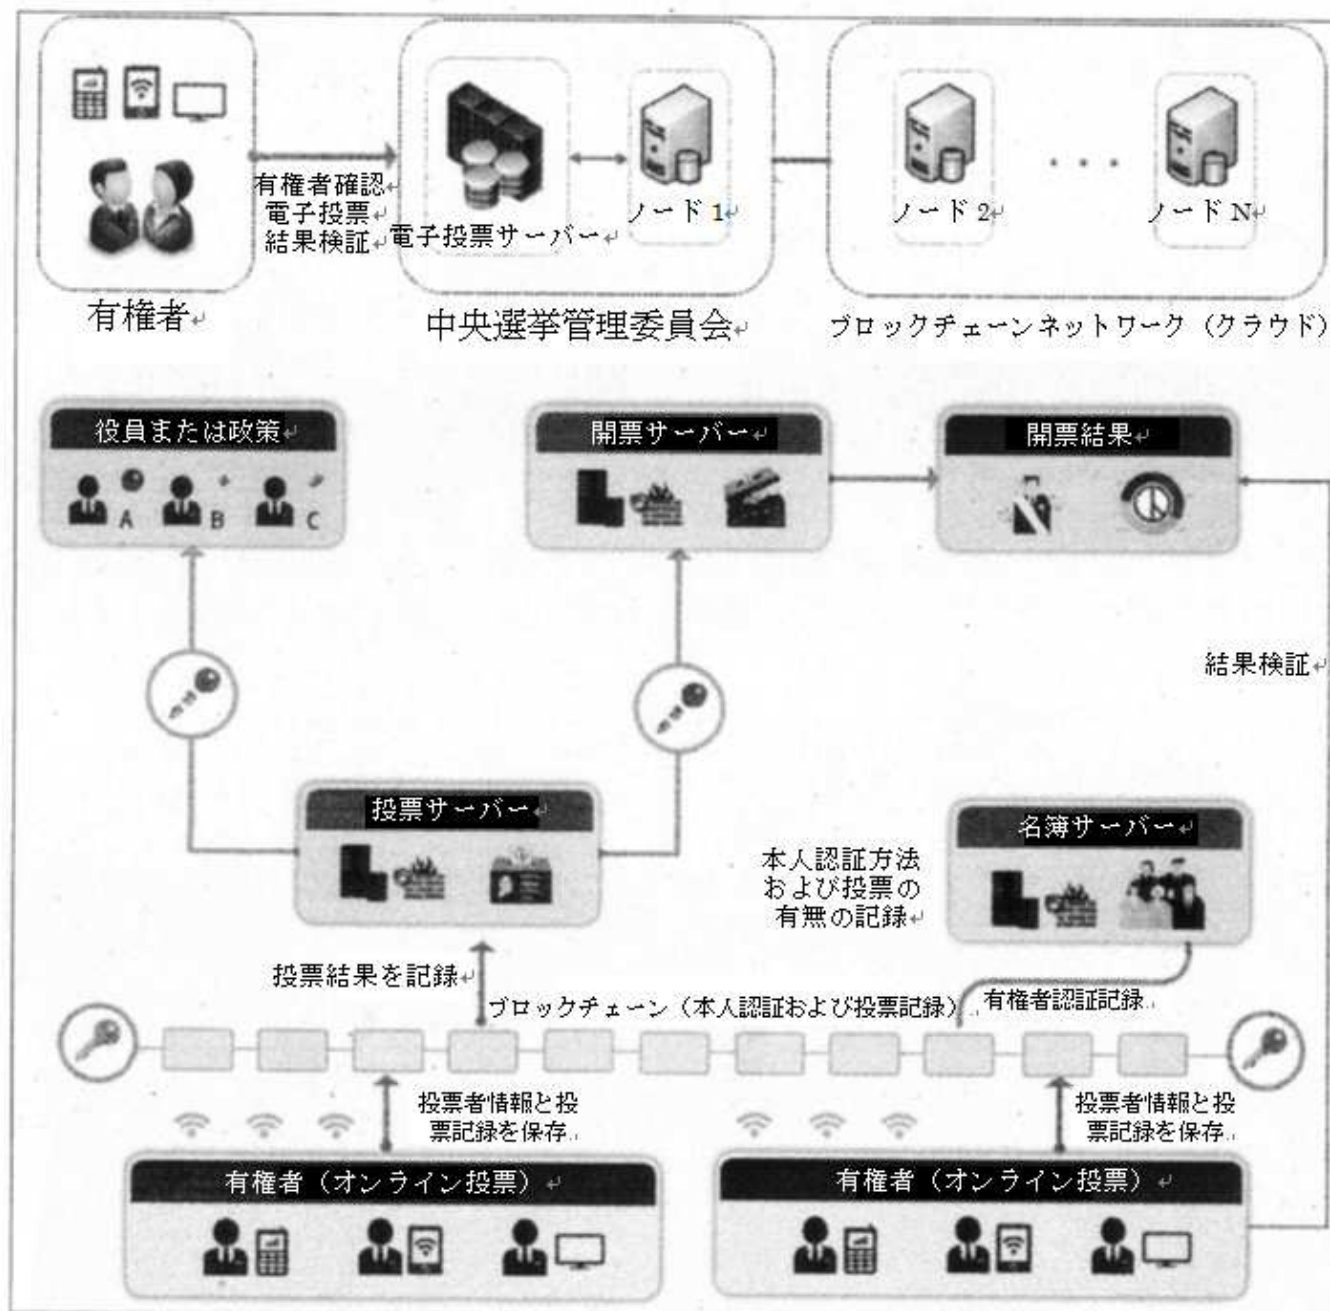 有権者確認
電子投票
結果検証
電子投票サーバー
ノード 1
ノード 2
ノード N
有権者
中央選挙管理委員会
ブロックチェーンネットワーク（クラウド）
役員または政策
A
B
C
開票サーバー
開票結果
結果検証
投票サーバー
名簿サーバー
本人認証方法
および投票の
有無の記録
投票結果を記録
ブロックチェーン（本人認証および投票記録）
有権者認証記録
投票者情報と投
票記録を保存
投票者情報と投
票記録を保存
有権者（オンライン投票）
有権者（オンライン投票）